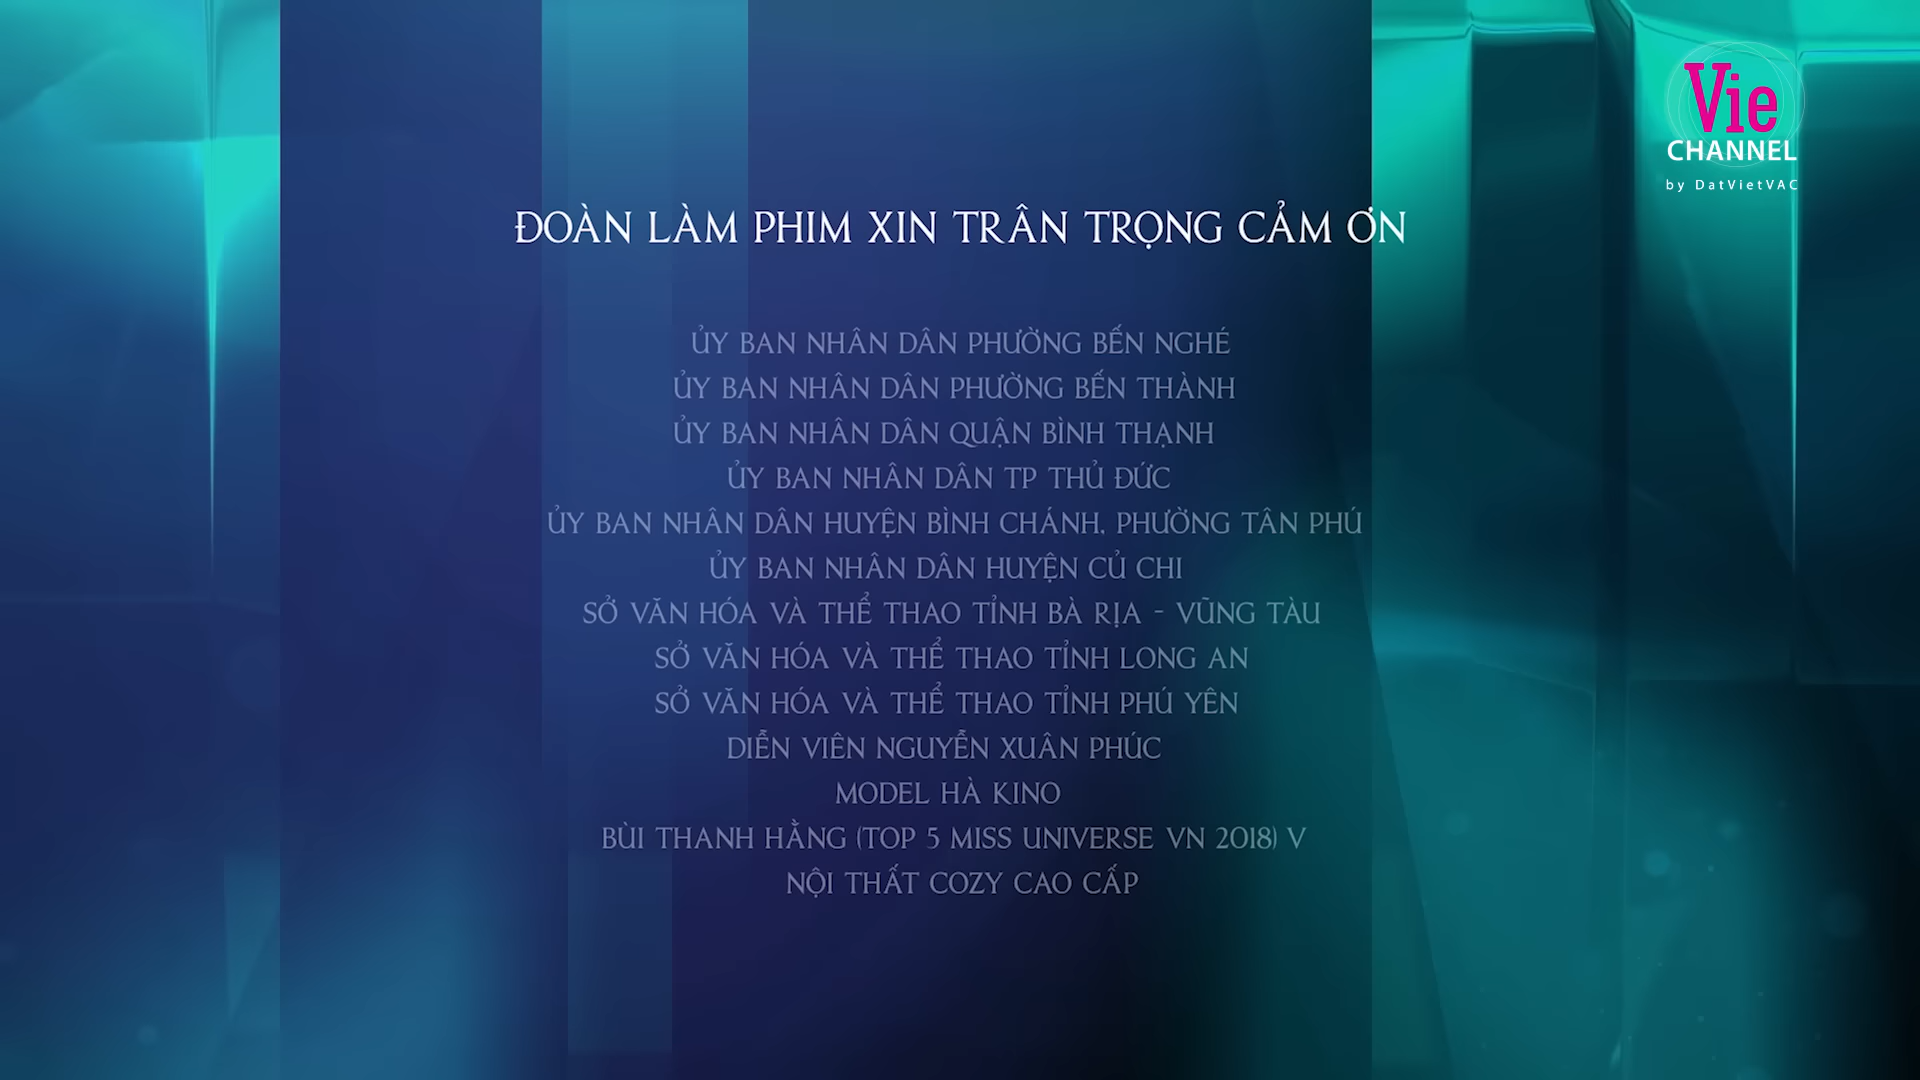 Vie
CHANNEL
by DatVietVAC
ĐOÀN LÀM PHIM XIN TRÂN TRỌNG CẢM ƠN
ỦY BAN NHÂN DÂN PHƯỜNG BẾN NGHÉ
ỦY BAN NHÂN DÂN PHƯỜNG BẾN THÀNH
ỦY BAN NHÂN DÂN QUẬN BÌNH THẠNH
ỦY BAN NHÂN DÂN TP THỦ ĐỨC
ỦY BAN NHÂN DÂN HUYỆN BÌNH CHÁNH, PHƯỜNG TÂN PHÚ
ỦY BAN NHÂN DÂN HUYỆN CỦ CHI
SỞ VĂN HÓA VÀ THỂ THAO TỈNH BÀ RỊA - VŨNG TÀU
SỞ VĂN HÓA VÀ THỂ THAO TỈNH LONG AN
SỞ VĂN HÓA VÀ THỂ THAO TỈNH PHÚ YÊN
DIỄN VIÊN NGUYỄN XUÂN PHÚC
MODEL HÀ KINO
BÙI THANH HẰNG (TOP 5 MISS UNIVERSE VN 2018) V
NỘI THẤT COZY CAO CẤP